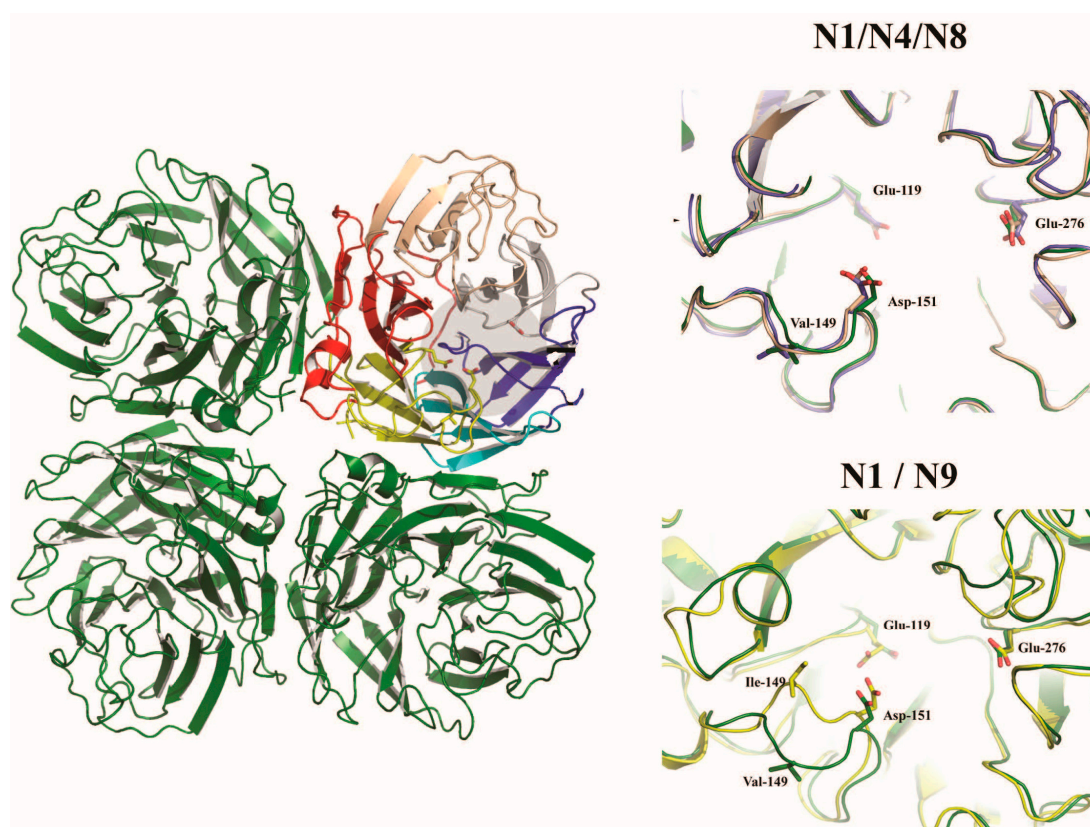 N1/N4/N8
Glu-119
Glu-276
Asp-151
Val-149
N1 / N9
Glu-119
Glu-276
Ile-149
Asp-151
Val-149